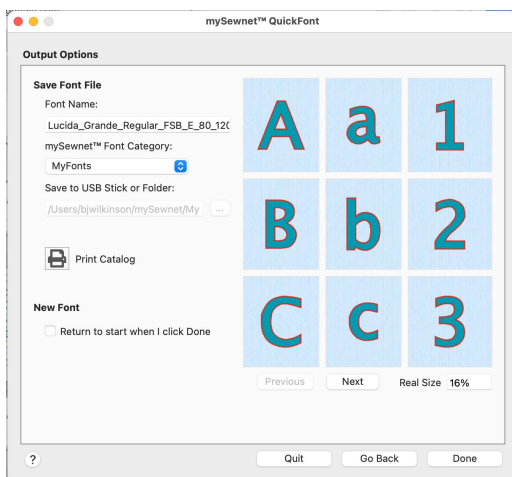 mySewnet™ QuickFont
Output Options
Save Font File
Font Name:
Lucida_Grande_Regular_FSB_E_80_120
mySewnet™ Font Category:
MyFonts
Save to USB Stick or Folder:
/Users/bjwilkinson/mySewnet/My
...
Print Catalog
New Font
Return to start when I click Done
A a 1
B b 2
C c 3
Previous Next Real Size 16%
? Quit Go Back Done